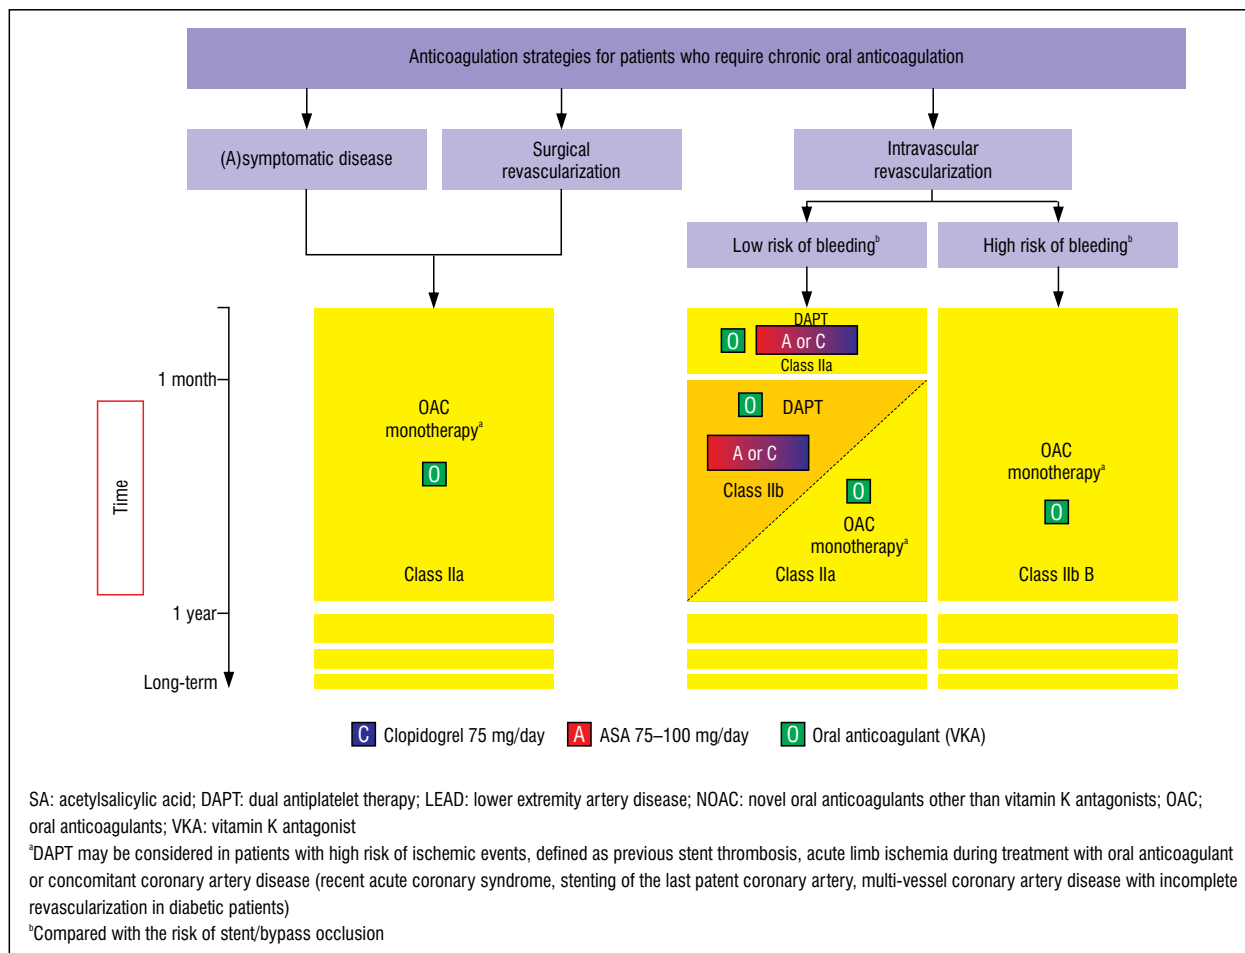 Anticoagulation strategies for patients who require chronic oral anticoagulation
(A)symptomatic disease
Surgical
revascularization
Intravascular
revascularization
Low risk of bleedingᵇ
High risk of bleedingᵇ
Time
1 month
1 year
Long-term
OAC
monotherapyᵃ
O
Class IIa
DAPT
O
A or C
Class IIa
O
DAPT
A or C
Class IIb
O
OAC
monotherapyᵃ
Class IIa
OAC
monotherapyᵃ
O
Class IIb B
C Clopidogrel 75 mg/day
A ASA 75–100 mg/day
O Oral anticoagulant (VKA)
SA: acetylsalicylic acid; DAPT: dual antiplatelet therapy; LEAD: lower extremity artery disease; NOAC: novel oral anticoagulants other than vitamin K antagonists; OAC;
oral anticoagulants; VKA: vitamin K antagonist
ᵃDAPT may be considered in patients with high risk of ischemic events, defined as previous stent thrombosis, acute limb ischemia during treatment with oral anticoagulant
or concomitant coronary artery disease (recent acute coronary syndrome, stenting of the last patent coronary artery, multi-vessel coronary artery disease with incomplete
revascularization in diabetic patients)
ᵇCompared with the risk of stent/bypass occlusion